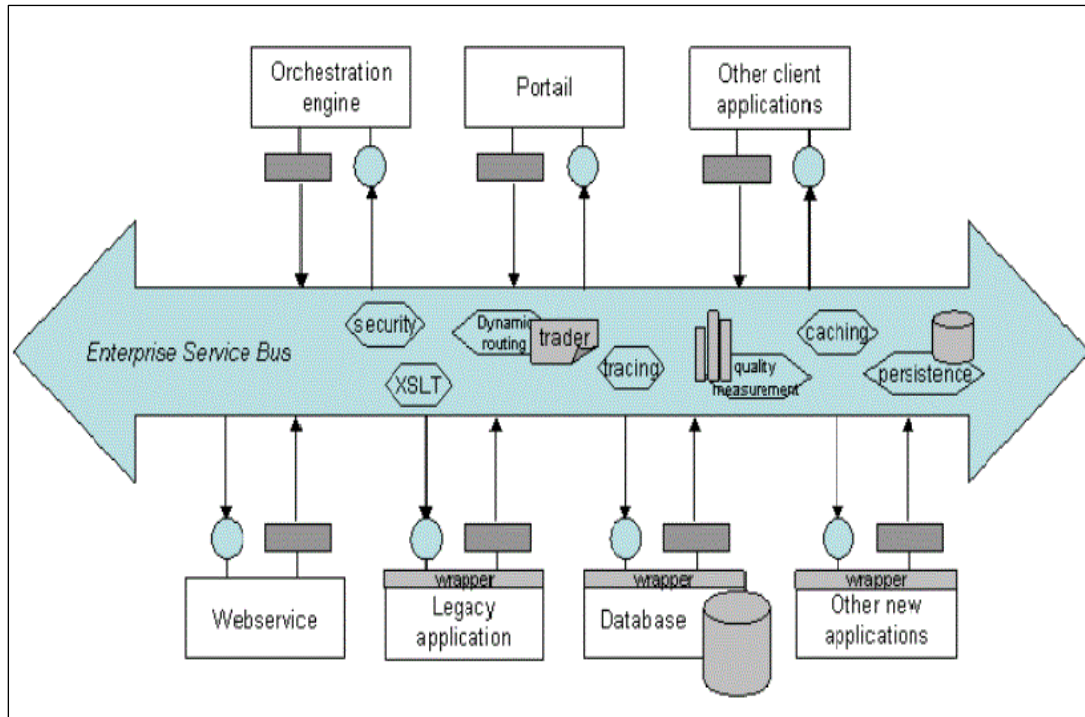 Orchestration
engine
Portail
Other client
applications
Enterprise Service Bus
security
XSLT
Dynamic
routing
trader
tracing
quality
measurement
caching
persistence
Webservice
wrapper
Legacy
application
wrapper
Database
wrapper
Other new
applications